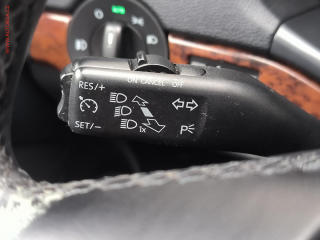 ON CANCEL OFF
RES/+
SET/-
1x
P